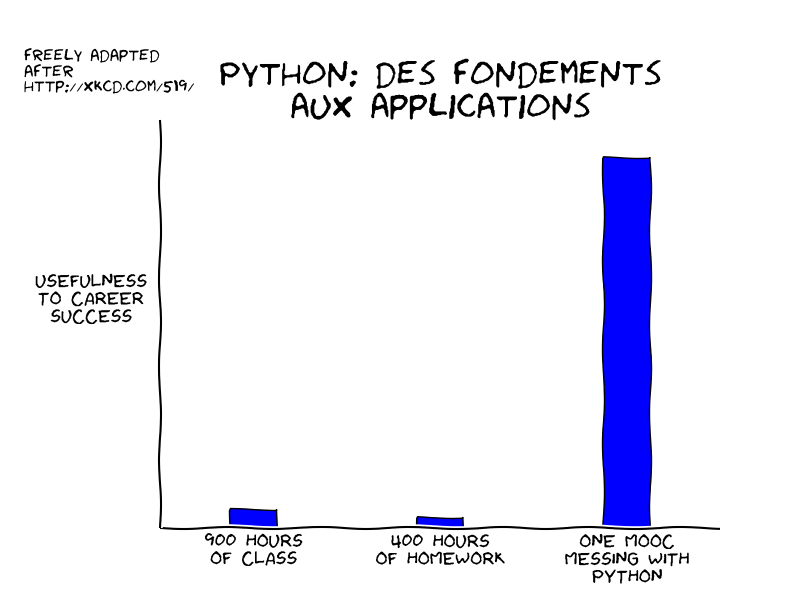 FREELY ADAPTED
AFTER
HTTP://XKCD.COM/519/
PYTHON: DES FONDEMENTS
AUX APPLICATIONS
USEFULNESS
TO CAREER
SUCCESS
900 HOURS
OF CLASS
400 HOURS
OF HOMEWORK
ONE MOOC
MESSING WITH
PYTHON